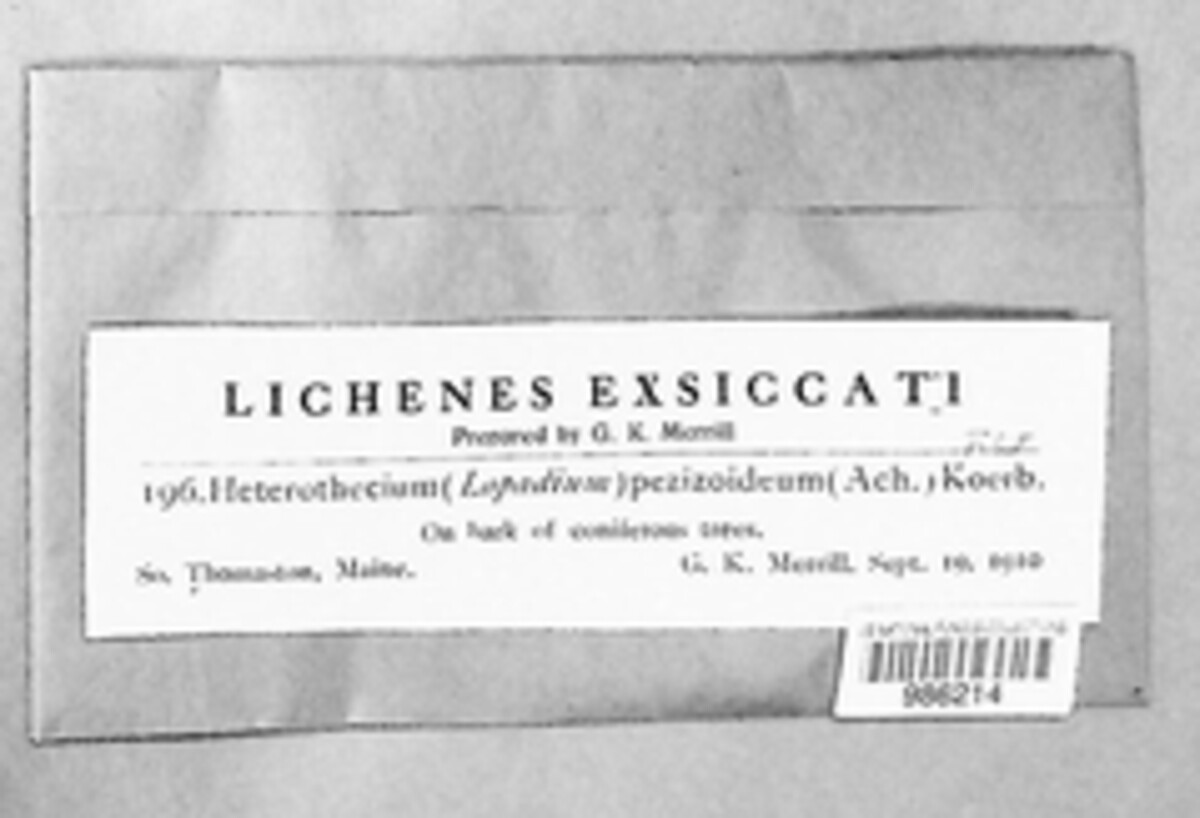 LICHENES EXSICCATI
Prepared by G. K. Merrill
196. Heterothecium (Lopadium) pezizoideum (Ach.) Koerb.
On bark of coniferous trees.
So. Thomaston, Maine.
G. K. Merrill, Sept. 19, 1910
986214